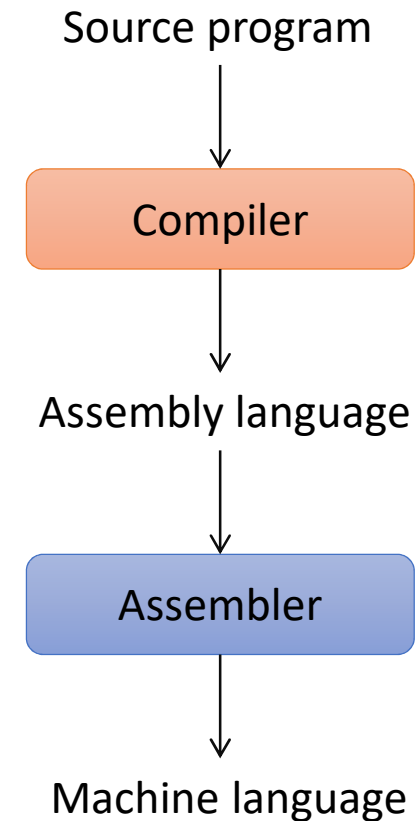 Source program
Compiler
Assembly language
Assembler
Machine language